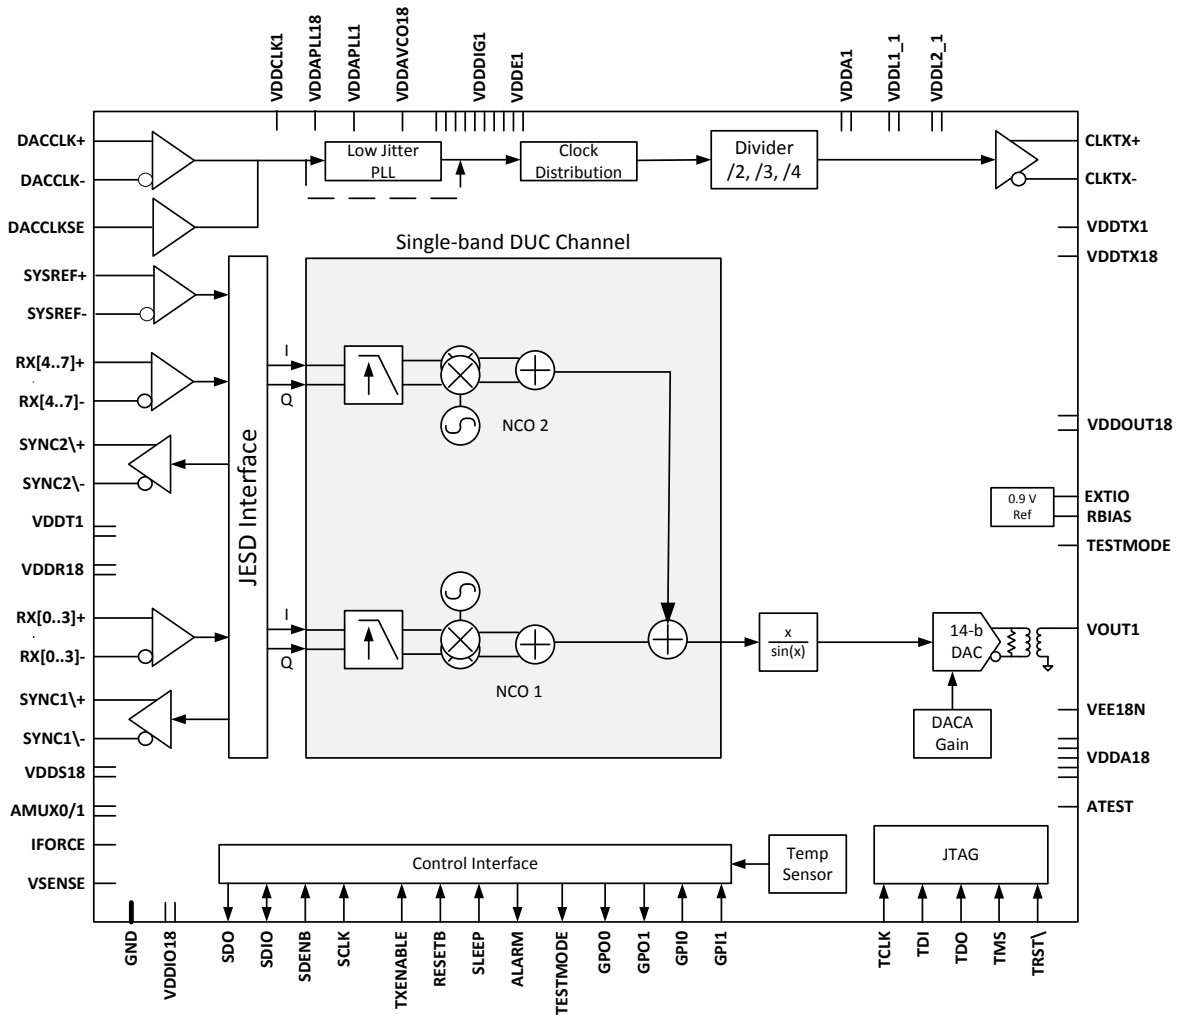 VDDCLK1
VDDAPLL18
VDDAPLL1
VDDAVCO18
VDDDIG1
VDDE1
VDDA1
VDDL1_1
VDDL2_1
DACCLK+
DACCLK-
DACCLKSE
SYSREF+
SYSREF-
RX[4..7]+
RX[4..7]-
SYNC2\+
SYNC2\-
VDDT1
VDDR18
RX[0..3]+
RX[0..3]-
SYNC1\+
SYNC1\-
VDDS18
AMUX0/1
IFORCE
VSENSE
Low Jitter
PLL
Clock
Distribution
Divider
/2, /3, /4
Single-band DUC Channel
JESD Interface
I
Q
NCO 2
I
Q
NCO 1
x
sin(x)
14-b
DAC
DACA
Gain
0.9 V
Ref
Control Interface
Temp
Sensor
JTAG
CLKTX+
CLKTX-
VDDTX1
VDDTX18
VDDOUT18
EXTIO
RBIAS
TESTMODE
VOUT1
VEE18N
VDDA18
ATEST
GND
VDDIO18
SDO
SDIO
SDENB
SCLK
TXENABLE
RESETB
SLEEP
ALARM
TESTMODE
GPO0
GPO1
GPI0
GPI1
TCLK
TDI
TDO
TMS
TRST\